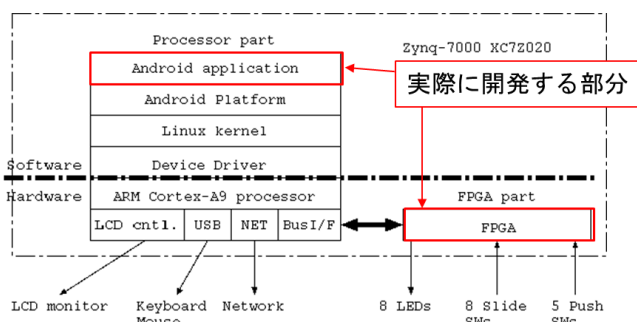 Processor part
Zynq-7000 XC7Z020
Android application
実際に開発する部分
Android Platform
Linux kernel
Software
Device Driver
Hardware
ARM Cortex-A9 processor
FPGA part
LCD cntl.
USB
NET
BusI/F
FPGA
LCD monitor
Keyboard
Mouse
Network
8 LEDs
8 Slide
SWs
5 Push
SWs